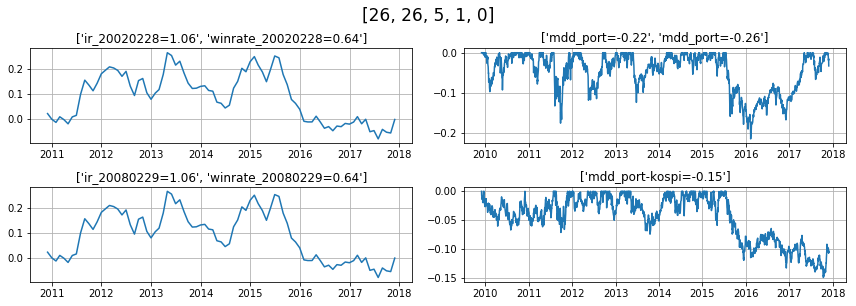 [26, 26, 5, 1, 0]
['ir_20020228=1.06', 'winrate_20020228=0.64']
0.2
0.1
0.0
2011 2012 2013 2014 2015 2016 2017 2018
['mdd_port=-0.22', 'mdd_port=-0.26']
0.0
−0.1
−0.2
2010 2011 2012 2013 2014 2015 2016 2017 2018
['ir_20080229=1.06', 'winrate_20080229=0.64']
0.2
0.1
0.0
2011 2012 2013 2014 2015 2016 2017 2018
['mdd_port-kospi=-0.15']
0.00
−0.05
−0.10
−0.15
2010 2011 2012 2013 2014 2015 2016 2017 2018